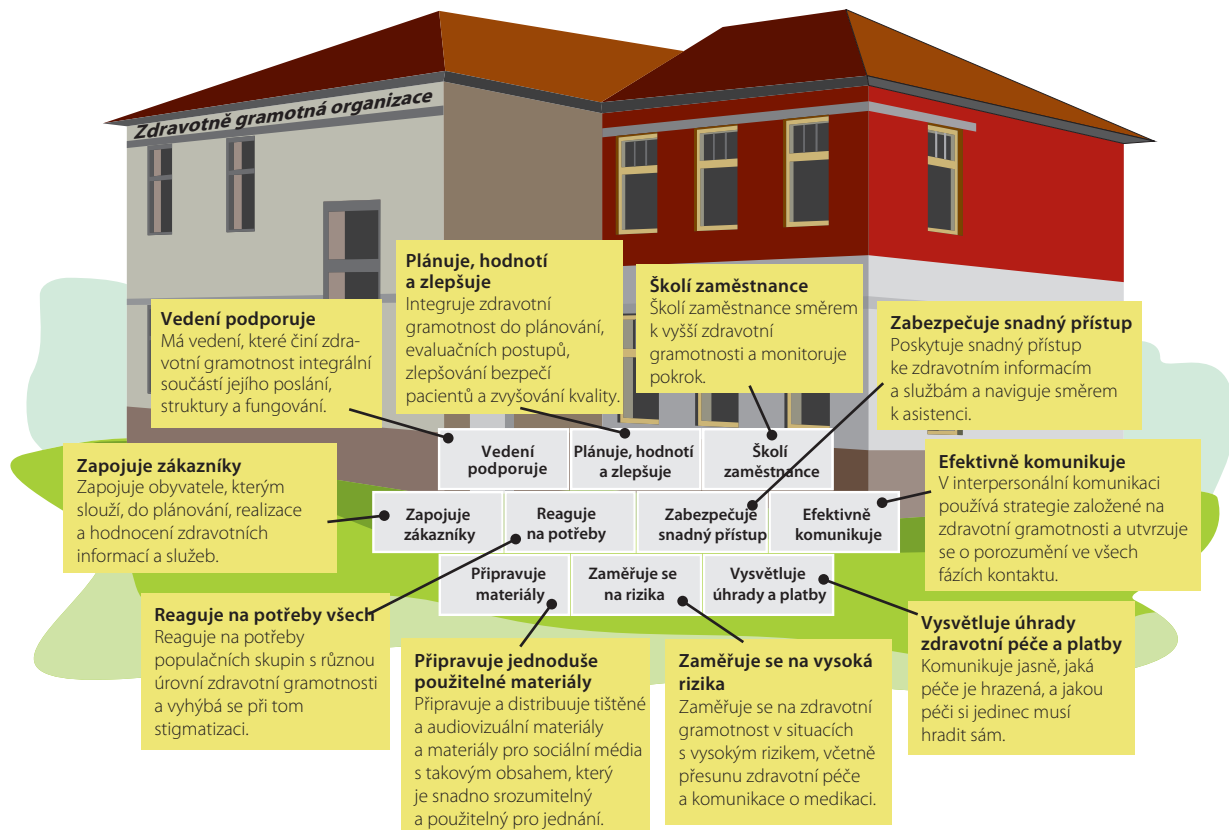 Zdravotně gramotná organizace
Plánuje, hodnotí
a zlepšuje
Integruje zdravotní
gramotnost do plánování,
evaluačních postupů,
zlepšování bezpečí
pacientů a zvyšování kvality.
Školí zaměstnance
Školí zaměstnance směrem
k vyšší zdravotní
gramotnosti a monitoruje
pokrok.
Vedení podporuje
Má vedení, které činí zdra-
votní gramotnost integrální
součástí jejího poslání,
struktury a fungování.
Zabezpečuje snadný přístup
Poskytuje snadný přístup
ke zdravotním informacím
a službám a naviguje směrem
k asistenci.
Zapojuje zákazníky
Zapojuje obyvatele, kterým
slouží, do plánování, realizace
a hodnocení zdravotních
informací a služeb.
Efektivně komunikuje
V interpersonální komunikaci
používá strategie založené na
zdravotní gramotnosti a utvrzuje
se o porozumění ve všech
fázích kontaktu.
Vedení
podporuje
Plánuje, hodnotí
a zlepšuje
Školí
zaměstnance
Zapojuje
zákazníky
Reaguje
na potřeby
Zabezpečuje
snadný přístup
Efektivně
komunikuje
Připravuje
materiály
Zaměřuje se
na rizika
Vysvětluje
úhrady a platby
Reaguje na potřeby všech
Reaguje na potřeby
populačních skupin s různou
úrovní zdravotní gramotnosti
a vyhýbá se při tom
stigmatizaci.
Připravuje jednoduše
použitelné materiály
Připravuje a distribuuje tištěné
a audiovizuální materiály
a materiály pro sociální média
s takovým obsahem, který
je snadno srozumitelný
a použitelný pro jednání.
Zaměřuje se na vysoká
rizika
Zaměřuje se na zdravotní
gramotnost v situacích
s vysokým rizikem, včetně
přesunu zdravotní péče
a komunikace o medikaci.
Vysvětluje úhrady
zdravotní péče a platby
Komunikuje jasně, jaká
péče je hrazená, a jakou
péči si jedinec musí
hradit sám.